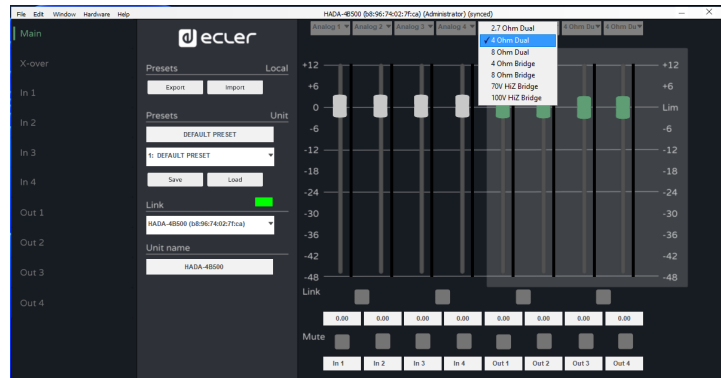 File Edit Window Hardware Help
HADA-4B500 (b8:96:74:02:7f:ca) (Administrator) (synced)
Main
X-over
In 1
In 2
In 3
In 4
Out 1
Out 2
Out 3
Out 4
ecler
Presets Local
Export Import
Presets Unit
DEFAULT PRESET
1: DEFAULT PRESET
Save Load
Link
HADA-4B500 (b8:96:74:02:7f:ca)
Unit name
HADA-4B500
Analog 1 Analog 2 Analog 3 Analog 4 4 Ohm Du 4 Ohm Du
2.7 Ohm Dual
4 Ohm Dual
8 Ohm Dual
4 Ohm Bridge
8 Ohm Bridge
70V HiZ Bridge
100V HiZ Bridge
+12 +12
+6 +6
0 Lim
-6 -6
-12 -12
-18 -18
-24 -24
-30 -30
-36 -36
-42 -42
-48 -48
Link
0.00 0.00 0.00 0.00 0.00 0.00 0.00 0.00
Mute
In 1 In 2 In 3 In 4 Out 1 Out 2 Out 3 Out 4